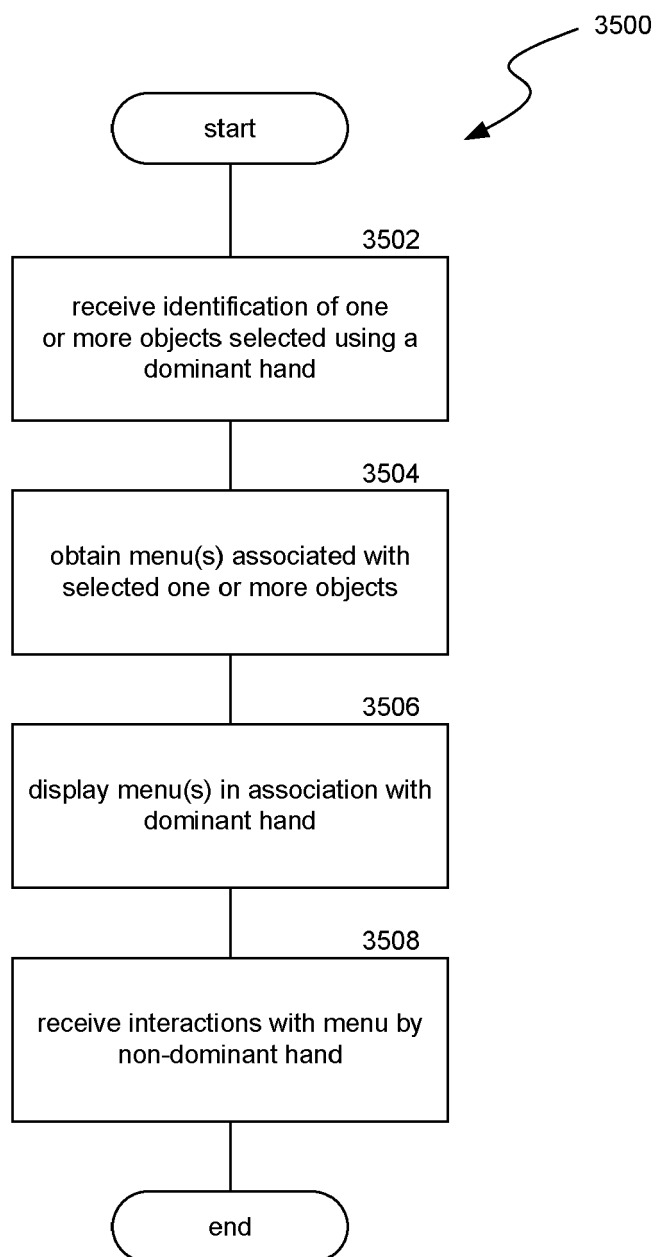 3500
start
3502
receive identification of one
or more objects selected using a
dominant hand
3504
obtain menu(s) associated with
selected one or more objects
3506
display menu(s) in association with
dominant hand
3508
receive interactions with menu by
non-dominant hand
end